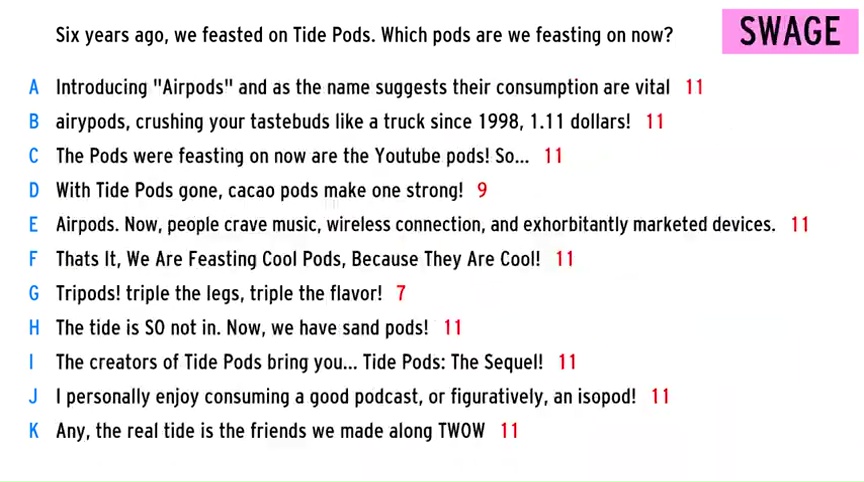 Six years ago, we feasted on Tide Pods. Which pods are we feasting on now?
SWAGE
A Introducing "Airpods" and as the name suggests their consumption are vital 11
B airypods, crushing your tastebuds like a truck since 1998, 1.11 dollars! 11
C The Pods were feasting on now are the Youtube pods! So... 11
D With Tide Pods gone, cacao pods make one strong! 9
E Airpods. Now, people crave music, wireless connection, and exhorbitantly marketed devices. 11
F Thats It, We Are Feasting Cool Pods, Because They Are Cool! 11
G Tripods! triple the legs, triple the flavor! 7
H The tide is SO not in. Now, we have sand pods! 11
I The creators of Tide Pods bring you... Tide Pods: The Sequel! 11
J I personally enjoy consuming a good podcast, or figuratively, an isopod! 11
K Any, the real tide is the friends we made along TWOW 11